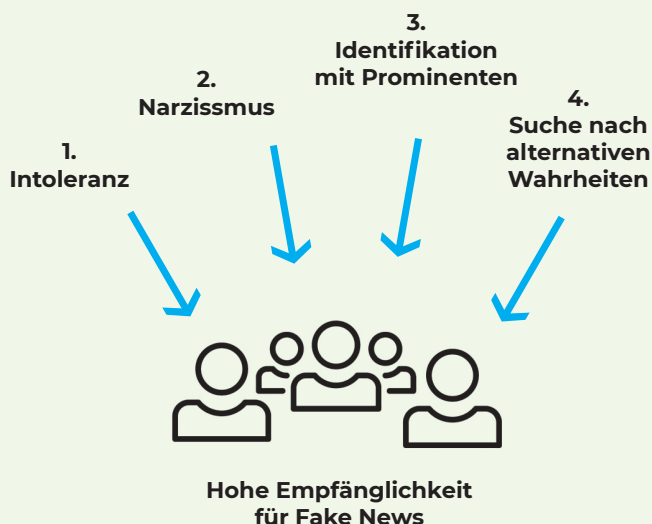 1.
Intoleranz
2.
Narzissmus
3.
Identifikation
mit Prominenten
4.
Suche nach
alternativen
Wahrheiten
Hohe Empfänglichkeit
für Fake News